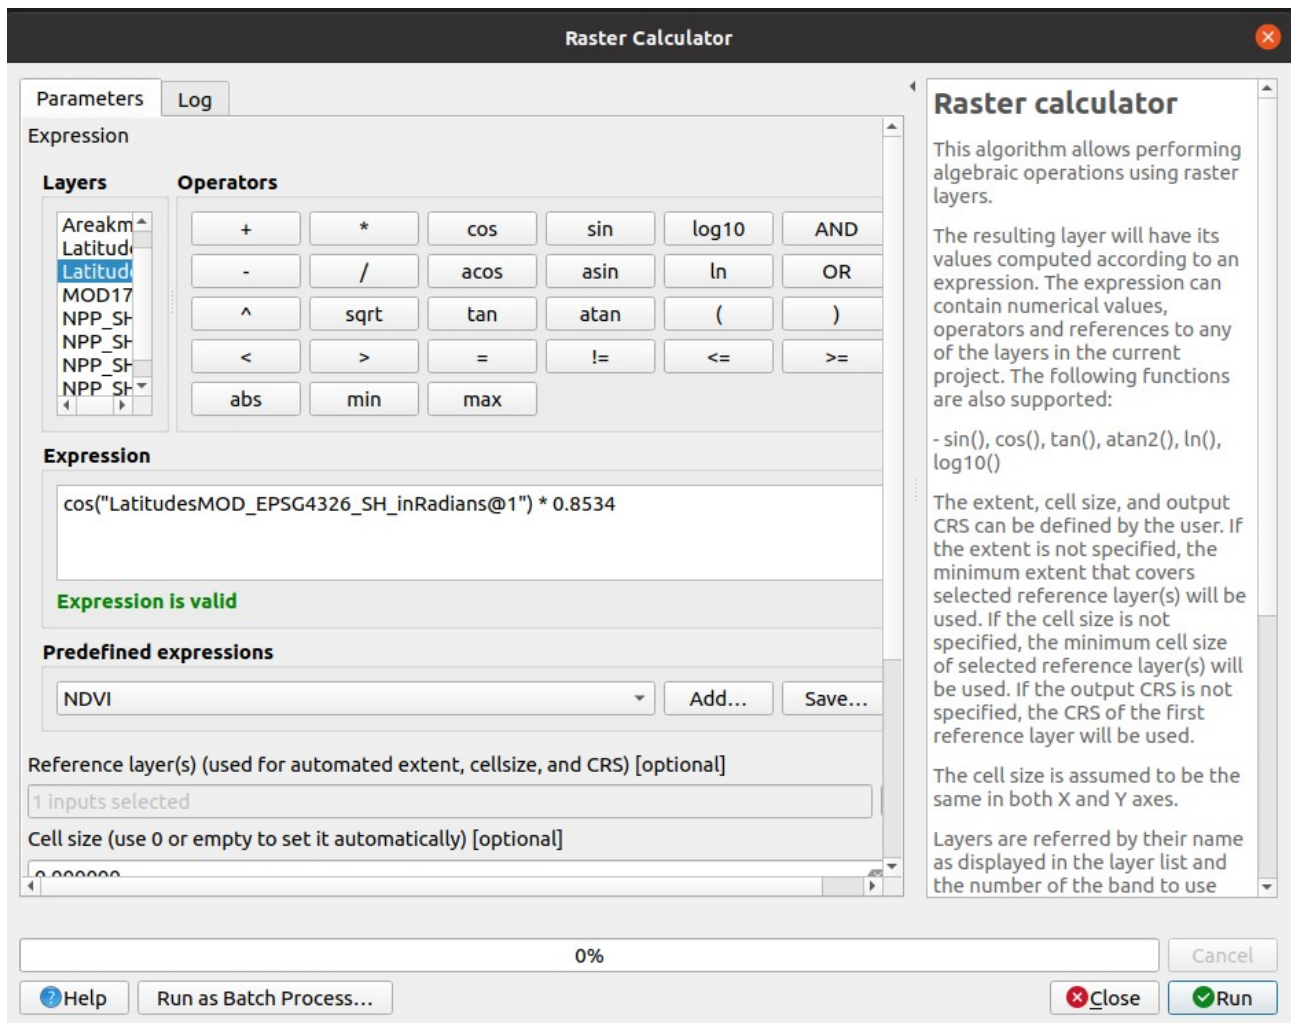 Raster Calculator
Parameters
Log
Expression
Layers
Areakm
Latitud
Latitud
MOD17
NPP_SH
NPP_SH
NPP_SH
NPP_SH
Operators
+ * cos sin log10 AND
- / acos asin ln OR
^ sqrt tan atan ( )
< > = != <= >=
abs min max
Expression
cos("LatitudesMOD_EPSG4326_SH_inRadians@1") * 0.8534
Expression is valid
Predefined expressions
NDVI
Add...
Save...
Reference layer(s) (used for automated extent, cellsize, and CRS) [optional]
1 inputs selected
Cell size (use 0 or empty to set it automatically) [optional]
0.000000
Raster calculator
This algorithm allows performing
algebraic operations using raster
layers.
The resulting layer will have its
values computed according to an
expression. The expression can
contain numerical values,
operators and references to any
of the layers in the current
project. The following functions
are also supported:
- sin(), cos(), tan(), atan2(), ln(),
log10()
The extent, cell size, and output
CRS can be defined by the user. If
the extent is not specified, the
minimum extent that covers
selected reference layer(s) will be
used. If the cell size is not
specified, the minimum cell size
of selected reference layer(s) will
be used. If the output CRS is not
specified, the CRS of the first
reference layer will be used.
The cell size is assumed to be the
same in both X and Y axes.
Layers are referred by their name
as displayed in the layer list and
the number of the band to use
0%
Cancel
Help
Run as Batch Process...
Close
Run